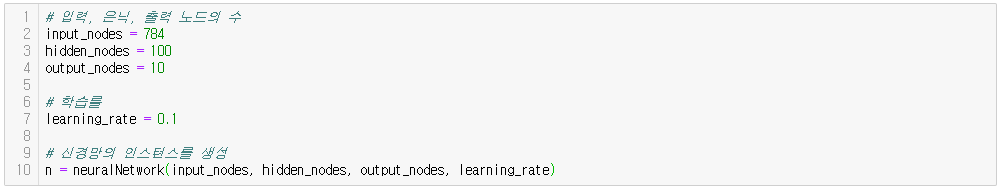 1 # 입력, 은닉, 출력 노드의 수
2 input_nodes = 784
3 hidden_nodes = 100
4 output_nodes = 10
5
6 # 학습률
7 learning_rate = 0.1
8
9 # 신경망의 인스턴스를 생성
10 n = neuralNetwork(input_nodes, hidden_nodes, output_nodes, learning_rate)